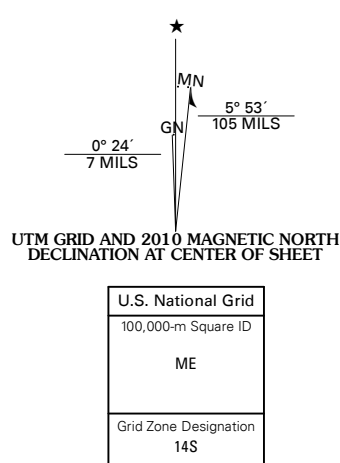 ★
MN
GN
5° 53´
105 MILS
0° 24´
7 MILS
UTM GRID AND 2010 MAGNETIC NORTH
DECLINATION AT CENTER OF SHEET
U.S. National Grid
100,000-m Square ID
ME
Grid Zone Designation
14S